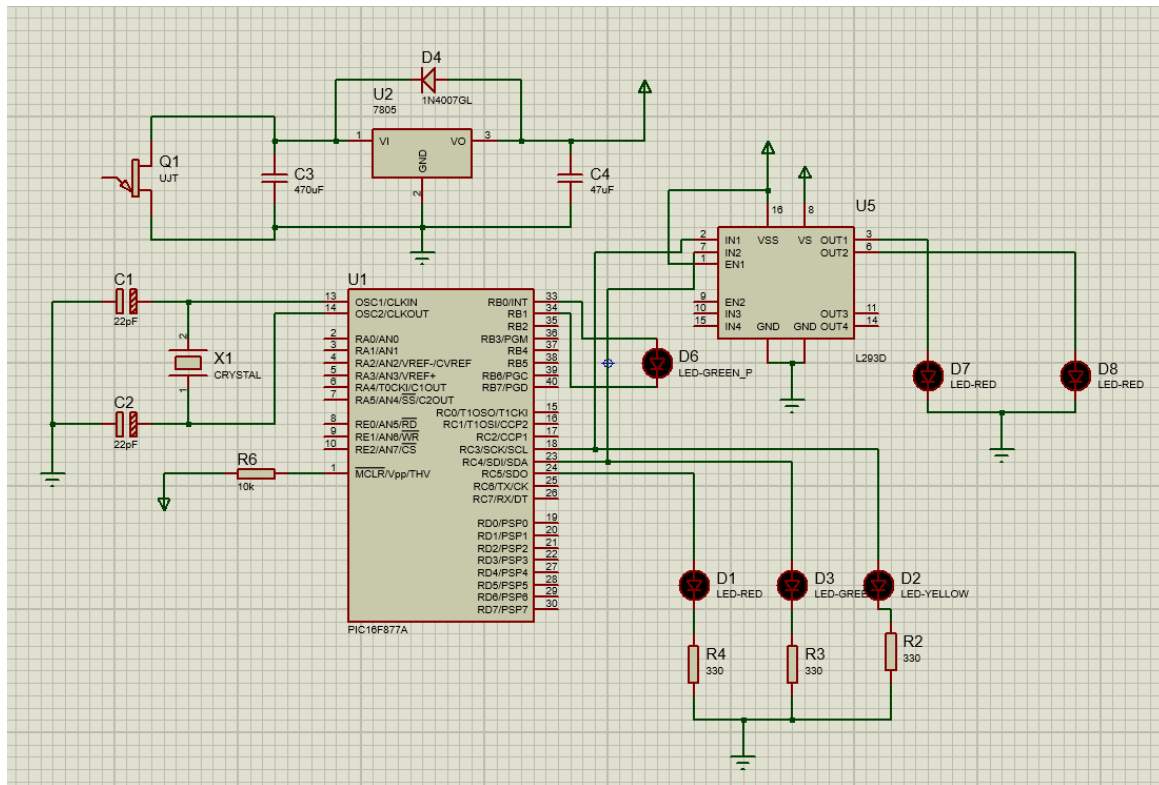 D4
1N4007GL
U2
7805
1
VI
VO
3
GND
2
Q1
UJT
C3
470uF
C4
47uF
U5
16
8
VSS
VS
2
IN1
7
IN2
1
EN1
9
EN2
10
IN3
15
IN4
OUT1
3
OUT2
6
OUT3
11
OUT4
14
GND
GND
L293D
C1
22pF
2
X1
CRYSTAL
1
C2
22pF
R6
10k
U1
13
OSC1/CLKIN
14
OSC2/CLKOUT
2
RA0/AN0
3
RA1/AN1
4
RA2/AN2/VREF-/CVREF
5
RA3/AN3/VREF+
6
RA4/T0CKI/C1OUT
7
RA5/AN4/SS/C2OUT
8
RE0/AN5/RD
9
RE1/AN6/WR
10
RE2/AN7/CS
1
MCLR/Vpp/THV
RB0/INT
33
RB1
34
RB2
35
RB3/PGM
36
RB4
37
RB5
38
RB6/PGC
39
RB7/PGD
40
RC0/T1OSO/T1CKI
15
RC1/T1OSI/CCP2
16
RC2/CCP1
17
RC3/SCK/SCL
18
RC4/SDI/SDA
23
RC5/SDO
24
RC6/TX/CK
25
RC7/RX/DT
26
RD0/PSP0
19
RD1/PSP1
20
RD2/PSP2
21
RD3/PSP3
22
RD4/PSP4
27
RD5/PSP5
28
RD6/PSP6
29
RD7/PSP7
30
PIC16F877A
D6
LED-GREEN_P
D7
LED-RED
D8
LED-RED
D1
LED-RED
D3
LED-GREE
D2
LED-YELLOW
R4
330
R3
330
R2
330